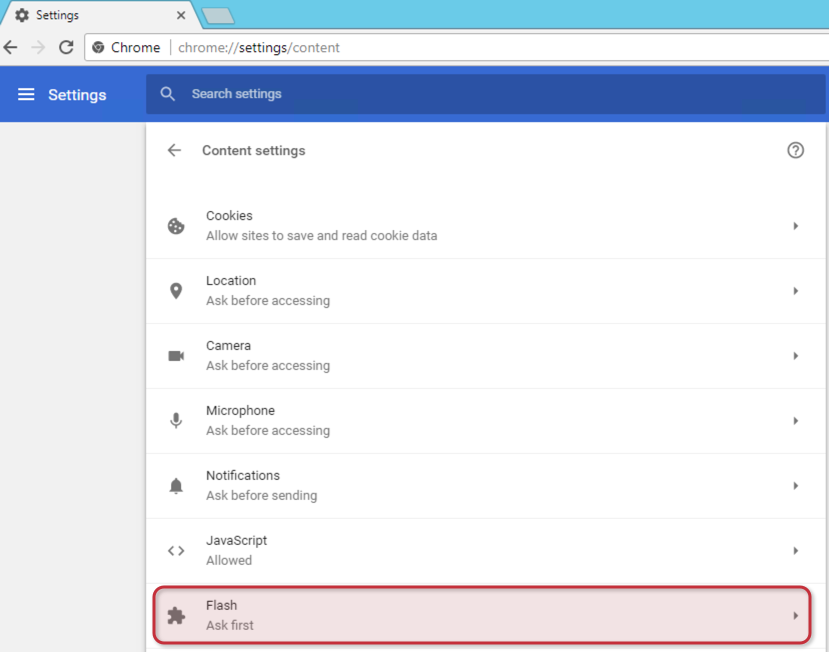 Settings
Chrome | chrome://settings/content
Settings
Search settings
Content settings
Cookies
Allow sites to save and read cookie data
Location
Ask before accessing
Camera
Ask before accessing
Microphone
Ask before accessing
Notifications
Ask before sending
JavaScript
Allowed
Flash
Ask first